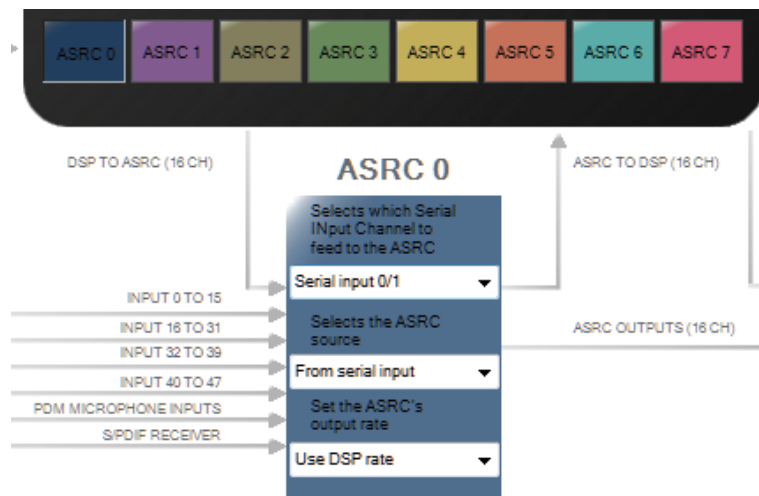 ASRC 0 ASRC 1 ASRC 2 ASRC 3 ASRC 4 ASRC 5 ASRC 6 ASRC 7
DSP TO ASRC (16 CH)
ASRC 0
ASRC TO DSP (16 CH)
Selects which Serial
INput Channel to
feed to the ASRC
Serial input 0/1
INPUT 0 TO 15
INPUT 16 TO 31
INPUT 32 TO 39
INPUT 40 TO 47
PDM MICROPHONE INPUTS
S/PDIF RECEIVER
Selects the ASRC
source
From serial input
Set the ASRC's
output rate
Use DSP rate
ASRC OUTPUTS (16 CH)